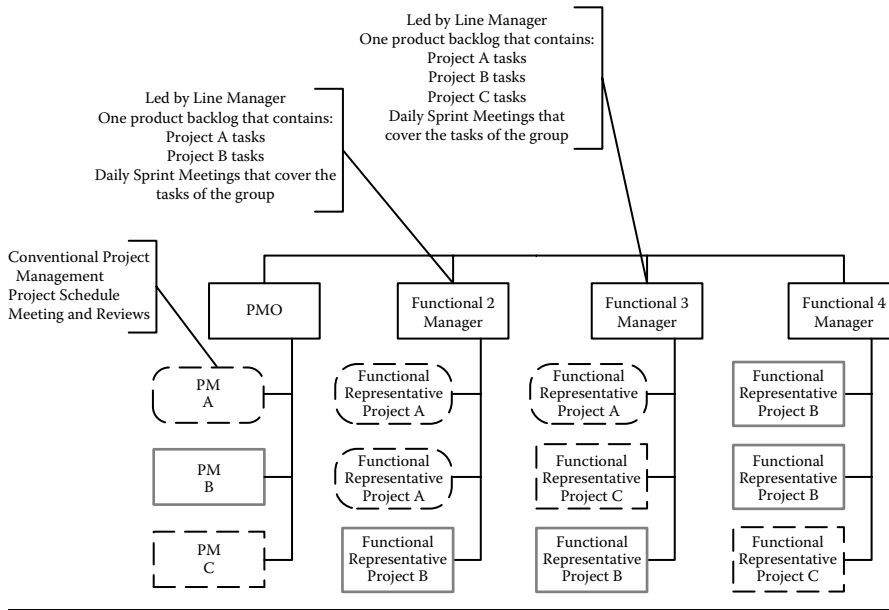 Led by Line Manager
One product backlog that contains:
Project A tasks
Project B tasks
Project C tasks
Daily Sprint Meetings that
cover the tasks of the group
Led by Line Manager
One product backlog that contains:
Project A tasks
Project B tasks
Daily Sprint Meetings that cover the
tasks of the group
Conventional Project
Management
Project Schedule
Meeting and Reviews
PMO
Functional 2
Manager
Functional 3
Manager
Functional 4
Manager
PM
A
Functional
Representative
Project A
Functional
Representative
Project A
Functional
Representative
Project B
PM
B
Functional
Representative
Project A
Functional
Representative
Project C
Functional
Representative
Project B
PM
C
Functional
Representative
Project B
Functional
Representative
Project B
Functional
Representative
Project C